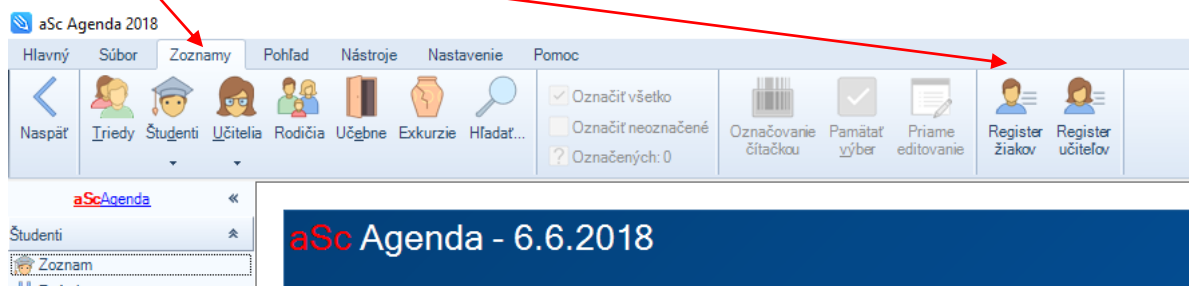 aSc Agenda 2018
Hlavný Súbor Zoznamy Pohľad Nástroje Nastavenie Pomoc
Naspäť Triedy Študenti Učitelia Rodičia Učebne Exkurzie Hľadať...
Označiť všetko
Označiť neoznačené
? Označených: 0
Označovanie čítačkou
Pamätať výber
Priame editovanie
Register žiakov
Register učiteľov
aScAgenda «
Študenti
Zoznam
aSc Agenda - 6.6.2018